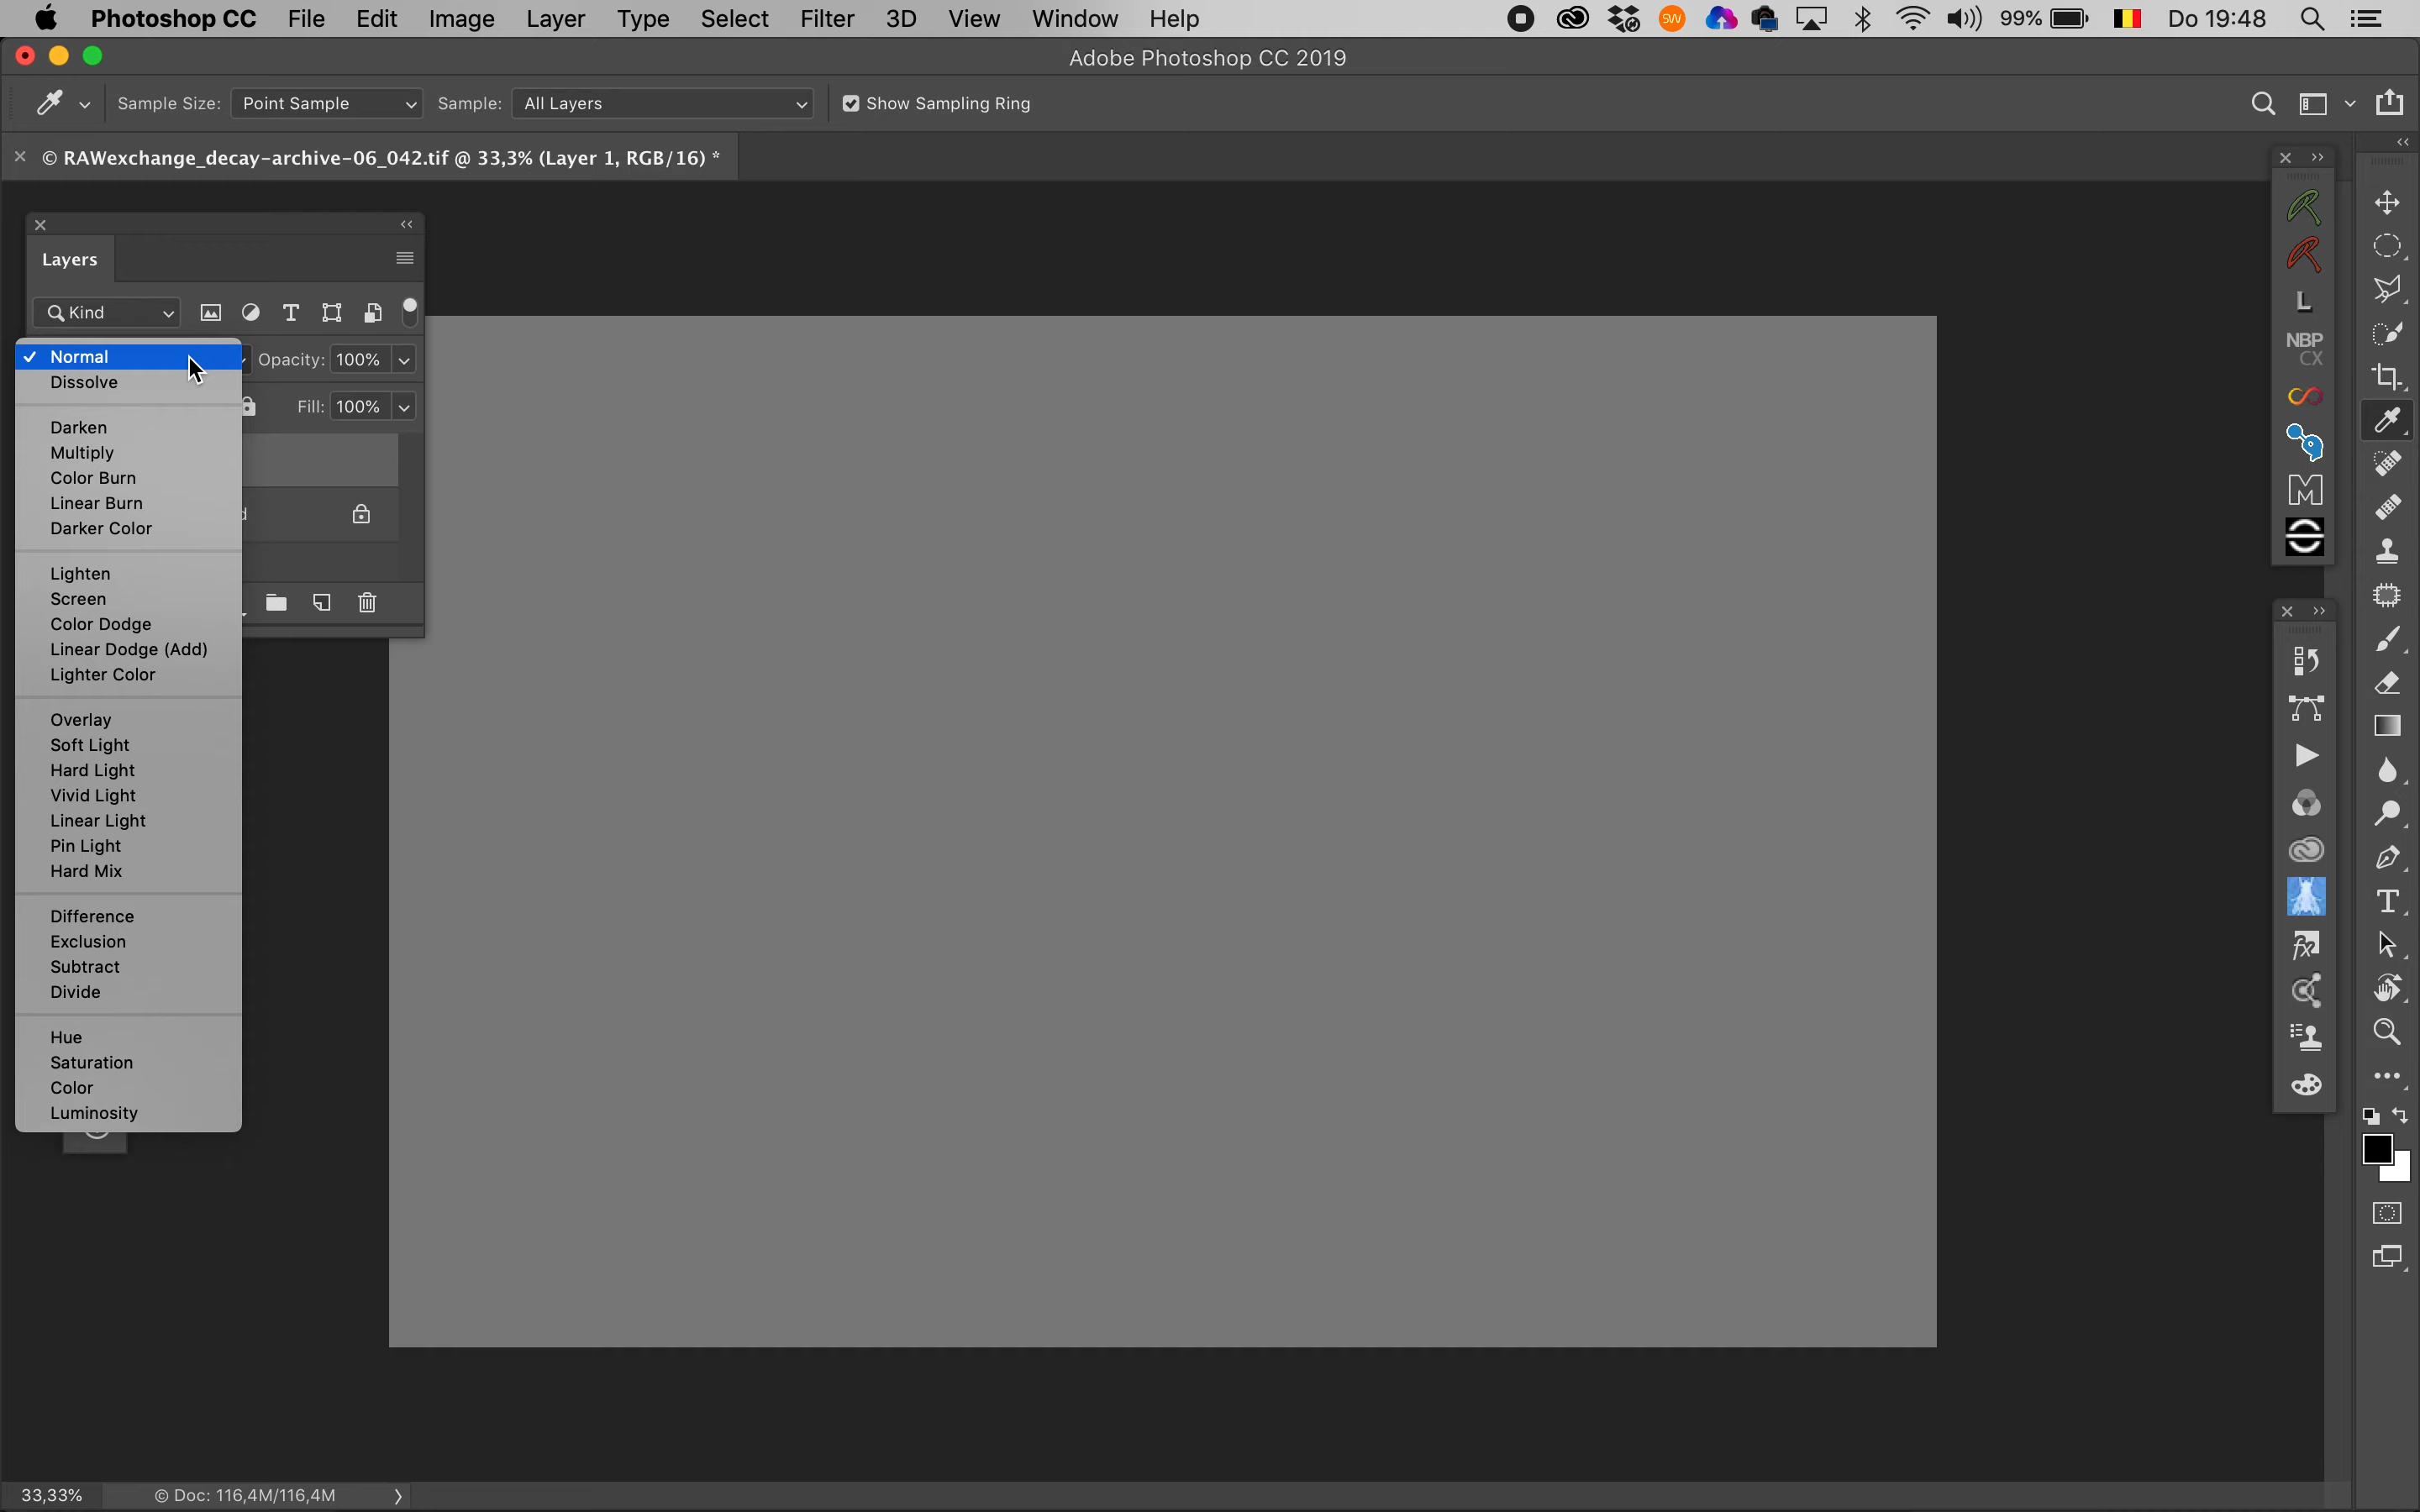 Photoshop CC File Edit Image Layer Type Select Filter 3D View Window Help SW 99% Do 19:48
Adobe Photoshop CC 2019
Sample Size: Point Sample Sample: All Layers Show Sampling Ring
© RAWexchange_decay-archive-06_042.tif @ 33,3% (Layer 1, RGB/16) *
Layers
Kind
Opacity: 100%
Fill: 100%
d
Normal
Dissolve
Darken
Multiply
Color Burn
Linear Burn
Darker Color
Lighten
Screen
Color Dodge
Linear Dodge (Add)
Lighter Color
Overlay
Soft Light
Hard Light
Vivid Light
Linear Light
Pin Light
Hard Mix
Difference
Exclusion
Subtract
Divide
Hue
Saturation
Color
Luminosity
R
R
L
NBP
CX
M
fx
33,33% © Doc: 116,4M/116,4M